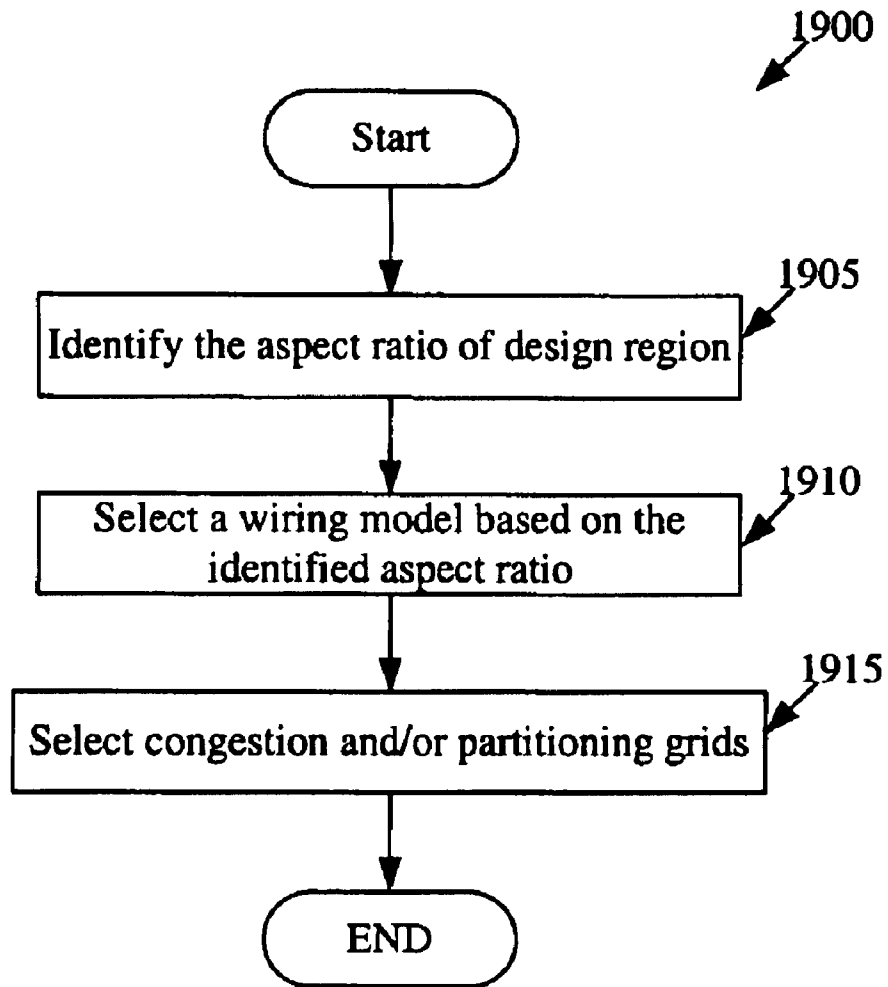 1900
Start
1905
Identify the aspect ratio of design region
1910
Select a wiring model based on the
identified aspect ratio
1915
Select congestion and/or partitioning grids
END